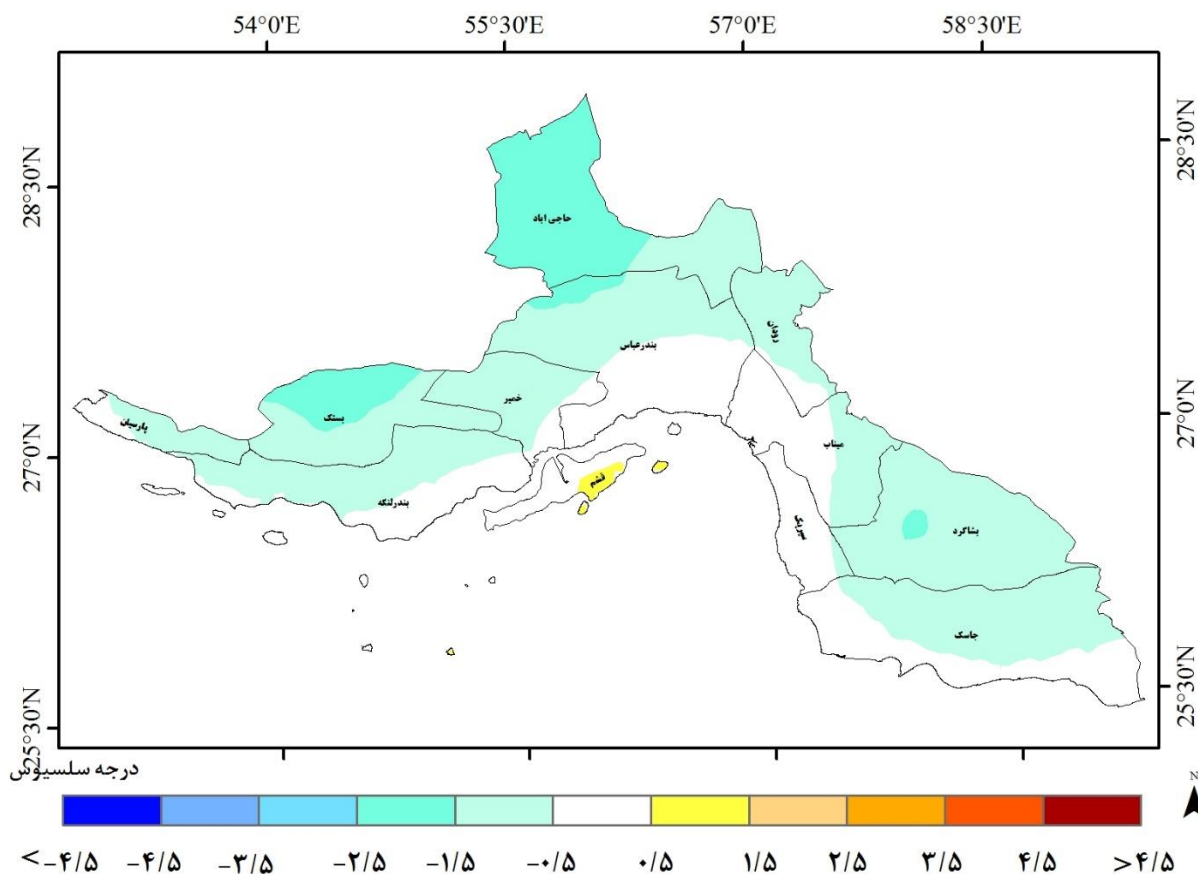 54°0'E 55°30'E 57°0'E 58°30'E
28°30'N
28°30'N
حاجی اباد
رودان
بندرعباس
خمیر
بستک
پارسیان
27°0'N
27°0'N
میناب
قشم
بندرلنگه
سیریک
بشاگرد
جاسک
25°30'N
25°30'N
درجه سلسیوس
N
<-۴/۵ -۴/۵ -۳/۵ -۲/۵ -۱/۵ -۰/۵ ۰/۵ ۱/۵ ۲/۵ ۳/۵ ۴/۵ >۴/۵